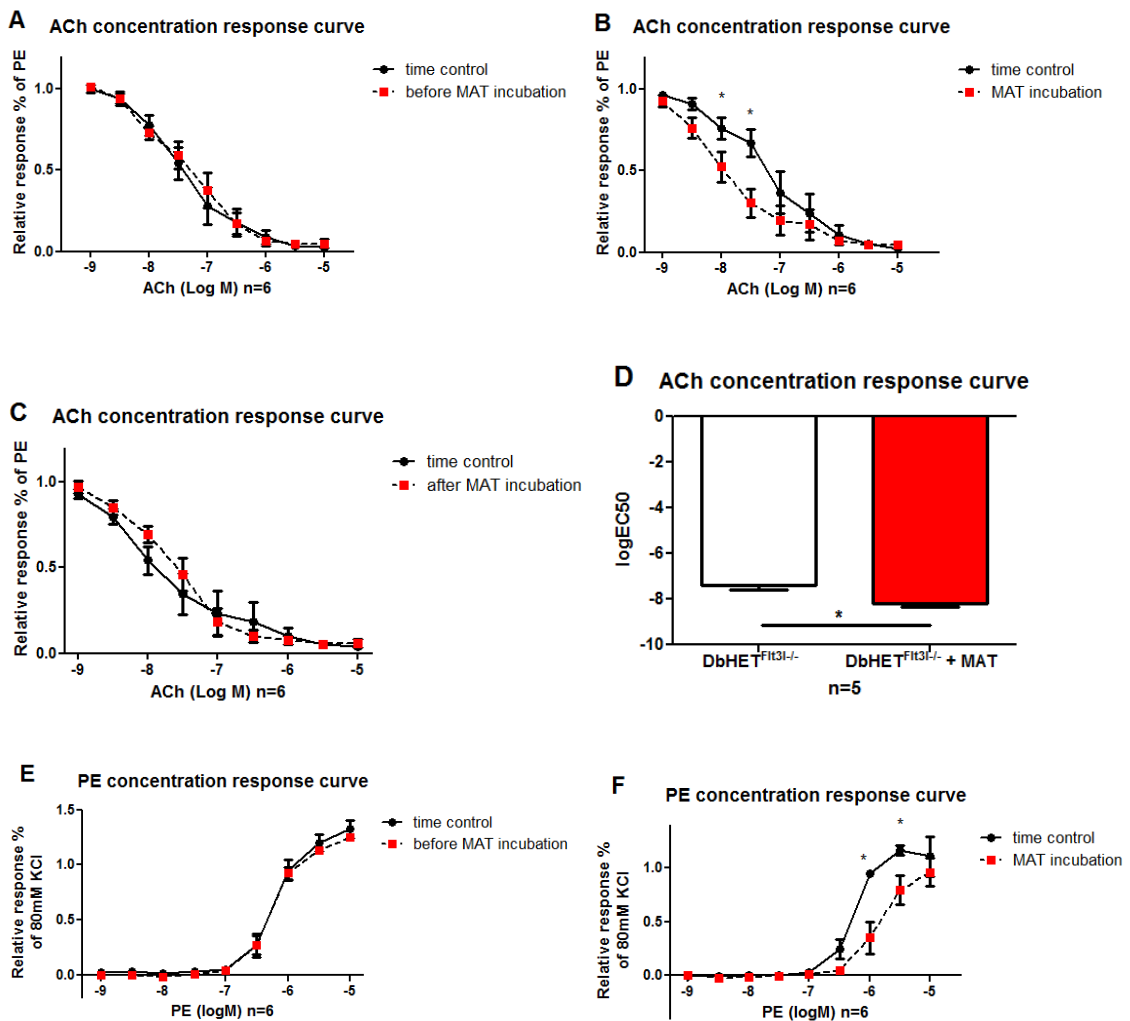 A
ACh concentration response curve
Relative response % of PE
1.0
0.5
0.0
-9 -8 -7 -6 -5
ACh (Log M) n=6
time control
before MAT incubation
B
ACh concentration response curve
Relative response % of PE
1.0
0.5
0.0
* *
-9 -8 -7 -6 -5
ACh (Log M) n=6
time control
MAT incubation
C
ACh concentration response curve
Relative response % of PE
1.0
0.5
0.0
-9 -8 -7 -6 -5
ACh (Log M) n=6
time control
after MAT incubation
D
ACh concentration response curve
logEC50
0
-2
-4
-6
-8
-10
*
DbHET^Flt3l-/- DbHET^Flt3l-/- + MAT
n=5
E
PE concentration response curve
Relative response %
of 80mM KCl
1.5
1.0
0.5
0.0
-9 -8 -7 -6 -5
PE (logM) n=6
time control
before MAT incubation
F
PE concentration response curve
Relative response %
of 80mM KCl
1.0
0.5
0.0
* *
-9 -8 -7 -6 -5
PE (logM) n=6
time control
MAT incubation